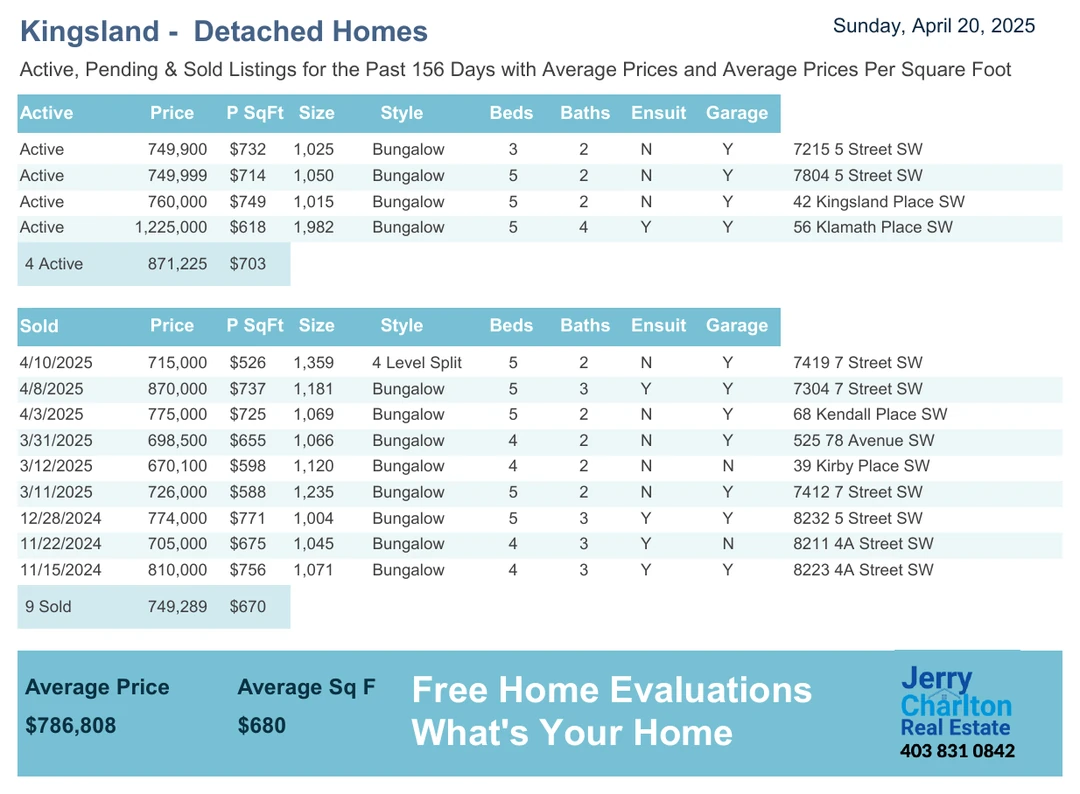 Kingsland -  Detached Homes
Sunday, April 20, 2025
Active, Pending & Sold Listings for the Past 156 Days with Average Prices and Average Prices Per Square Foot
Active Price P SqFt Size Style Beds Baths Ensuit Garage
Active 749,900 $732 1,025 Bungalow 3 2 N Y 7215 5 Street SW
Active 749,999 $714 1,050 Bungalow 5 2 N Y 7804 5 Street SW
Active 760,000 $749 1,015 Bungalow 5 2 N Y 42 Kingsland Place SW
Active 1,225,000 $618 1,982 Bungalow 5 4 Y Y 56 Klamath Place SW
4 Active 871,225 $703
Sold Price P SqFt Size Style Beds Baths Ensuit Garage
4/10/2025 715,000 $526 1,359 4 Level Split 5 2 N Y 7419 7 Street SW
4/8/2025 870,000 $737 1,181 Bungalow 5 3 Y Y 7304 7 Street SW
4/3/2025 775,000 $725 1,069 Bungalow 5 2 N Y 68 Kendall Place SW
3/31/2025 698,500 $655 1,066 Bungalow 4 2 N Y 525 78 Avenue SW
3/12/2025 670,100 $598 1,120 Bungalow 4 2 N N 39 Kirby Place SW
3/11/2025 726,000 $588 1,235 Bungalow 5 2 N Y 7412 7 Street SW
12/28/2024 774,000 $771 1,004 Bungalow 5 3 Y Y 8232 5 Street SW
11/22/2024 705,000 $675 1,045 Bungalow 4 3 Y N 8211 4A Street SW
11/15/2024 810,000 $756 1,071 Bungalow 4 3 Y Y 8223 4A Street SW
9 Sold 749,289 $670
Average Price Average Sq F
$786,808 $680
Free Home Evaluations
What's Your Home
Jerry
Charlton
Real Estate
403 831 0842